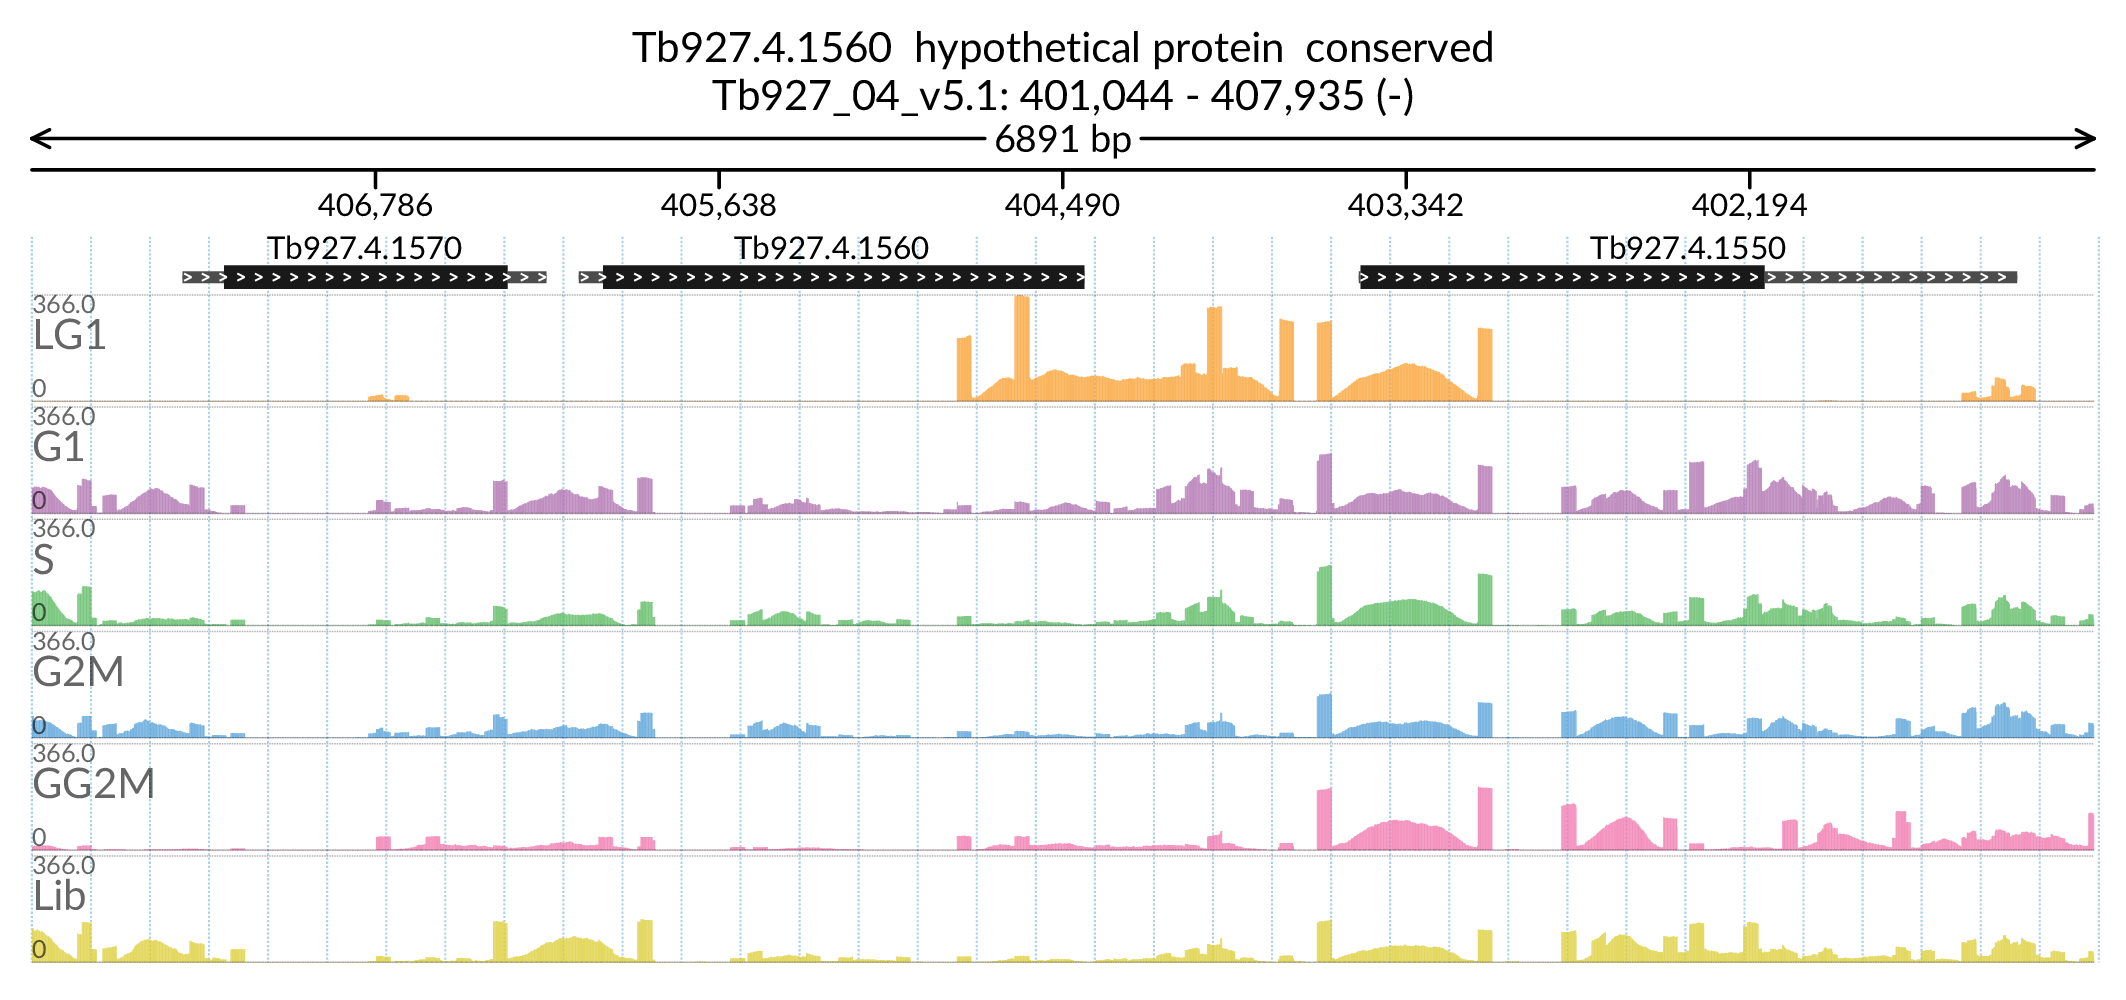 Tb927.4.1560  hypothetical protein  conserved
Tb927_04_v5.1: 401,044 - 407,935 (-)
6891 bp
406,786 405,638 404,490 403,342 402,194
Tb927.4.1570 Tb927.4.1560 Tb927.4.1550
366.0
LG1
0
366.0
G1
0
366.0
S
0
366.0
G2M
0
366.0
GG2M
0
366.0
Lib
0